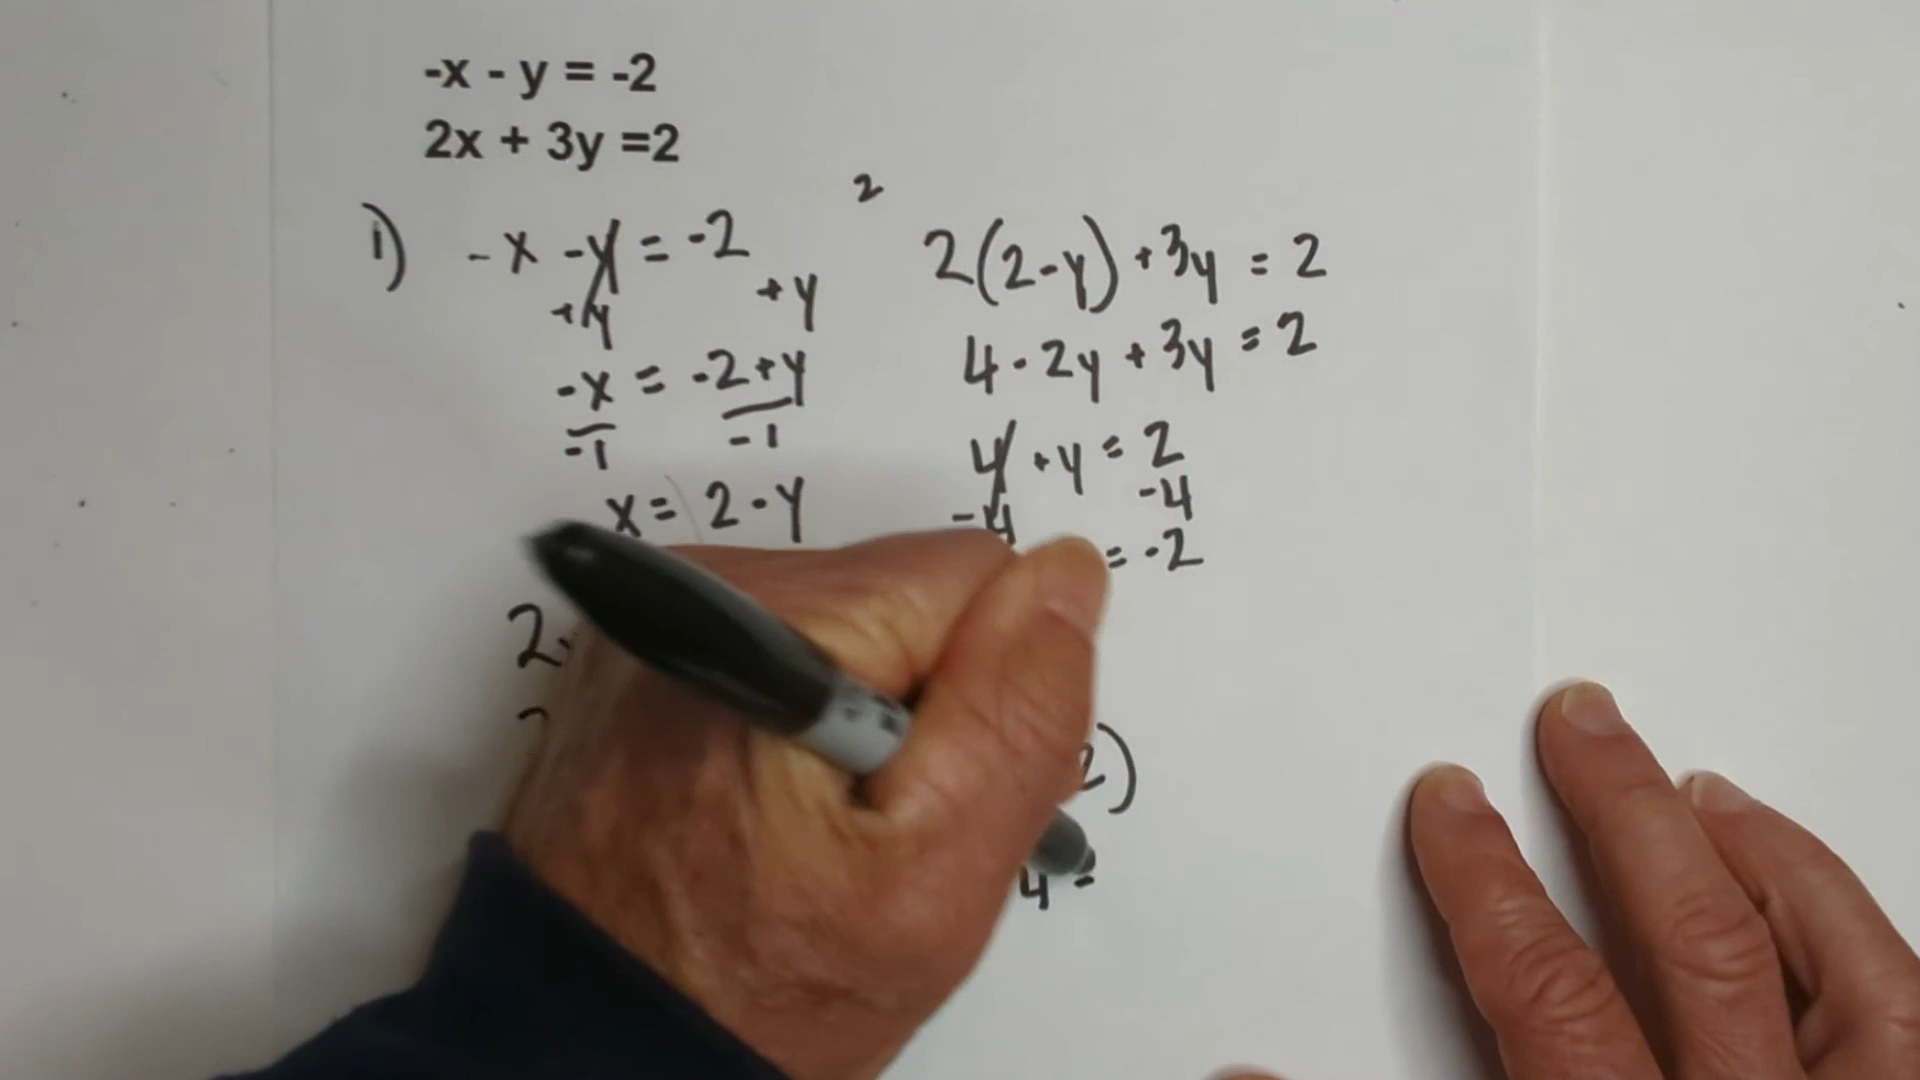 -x - y = -2
2x + 3y =2
1) -x -y = -2
+y +y
-x = -2+y
-1 -1
x = 2-y
2
2(2-y) +3y = 2
4-2y+3y=2
4 +y = 2
-4 -4
= -2
2)
4 =